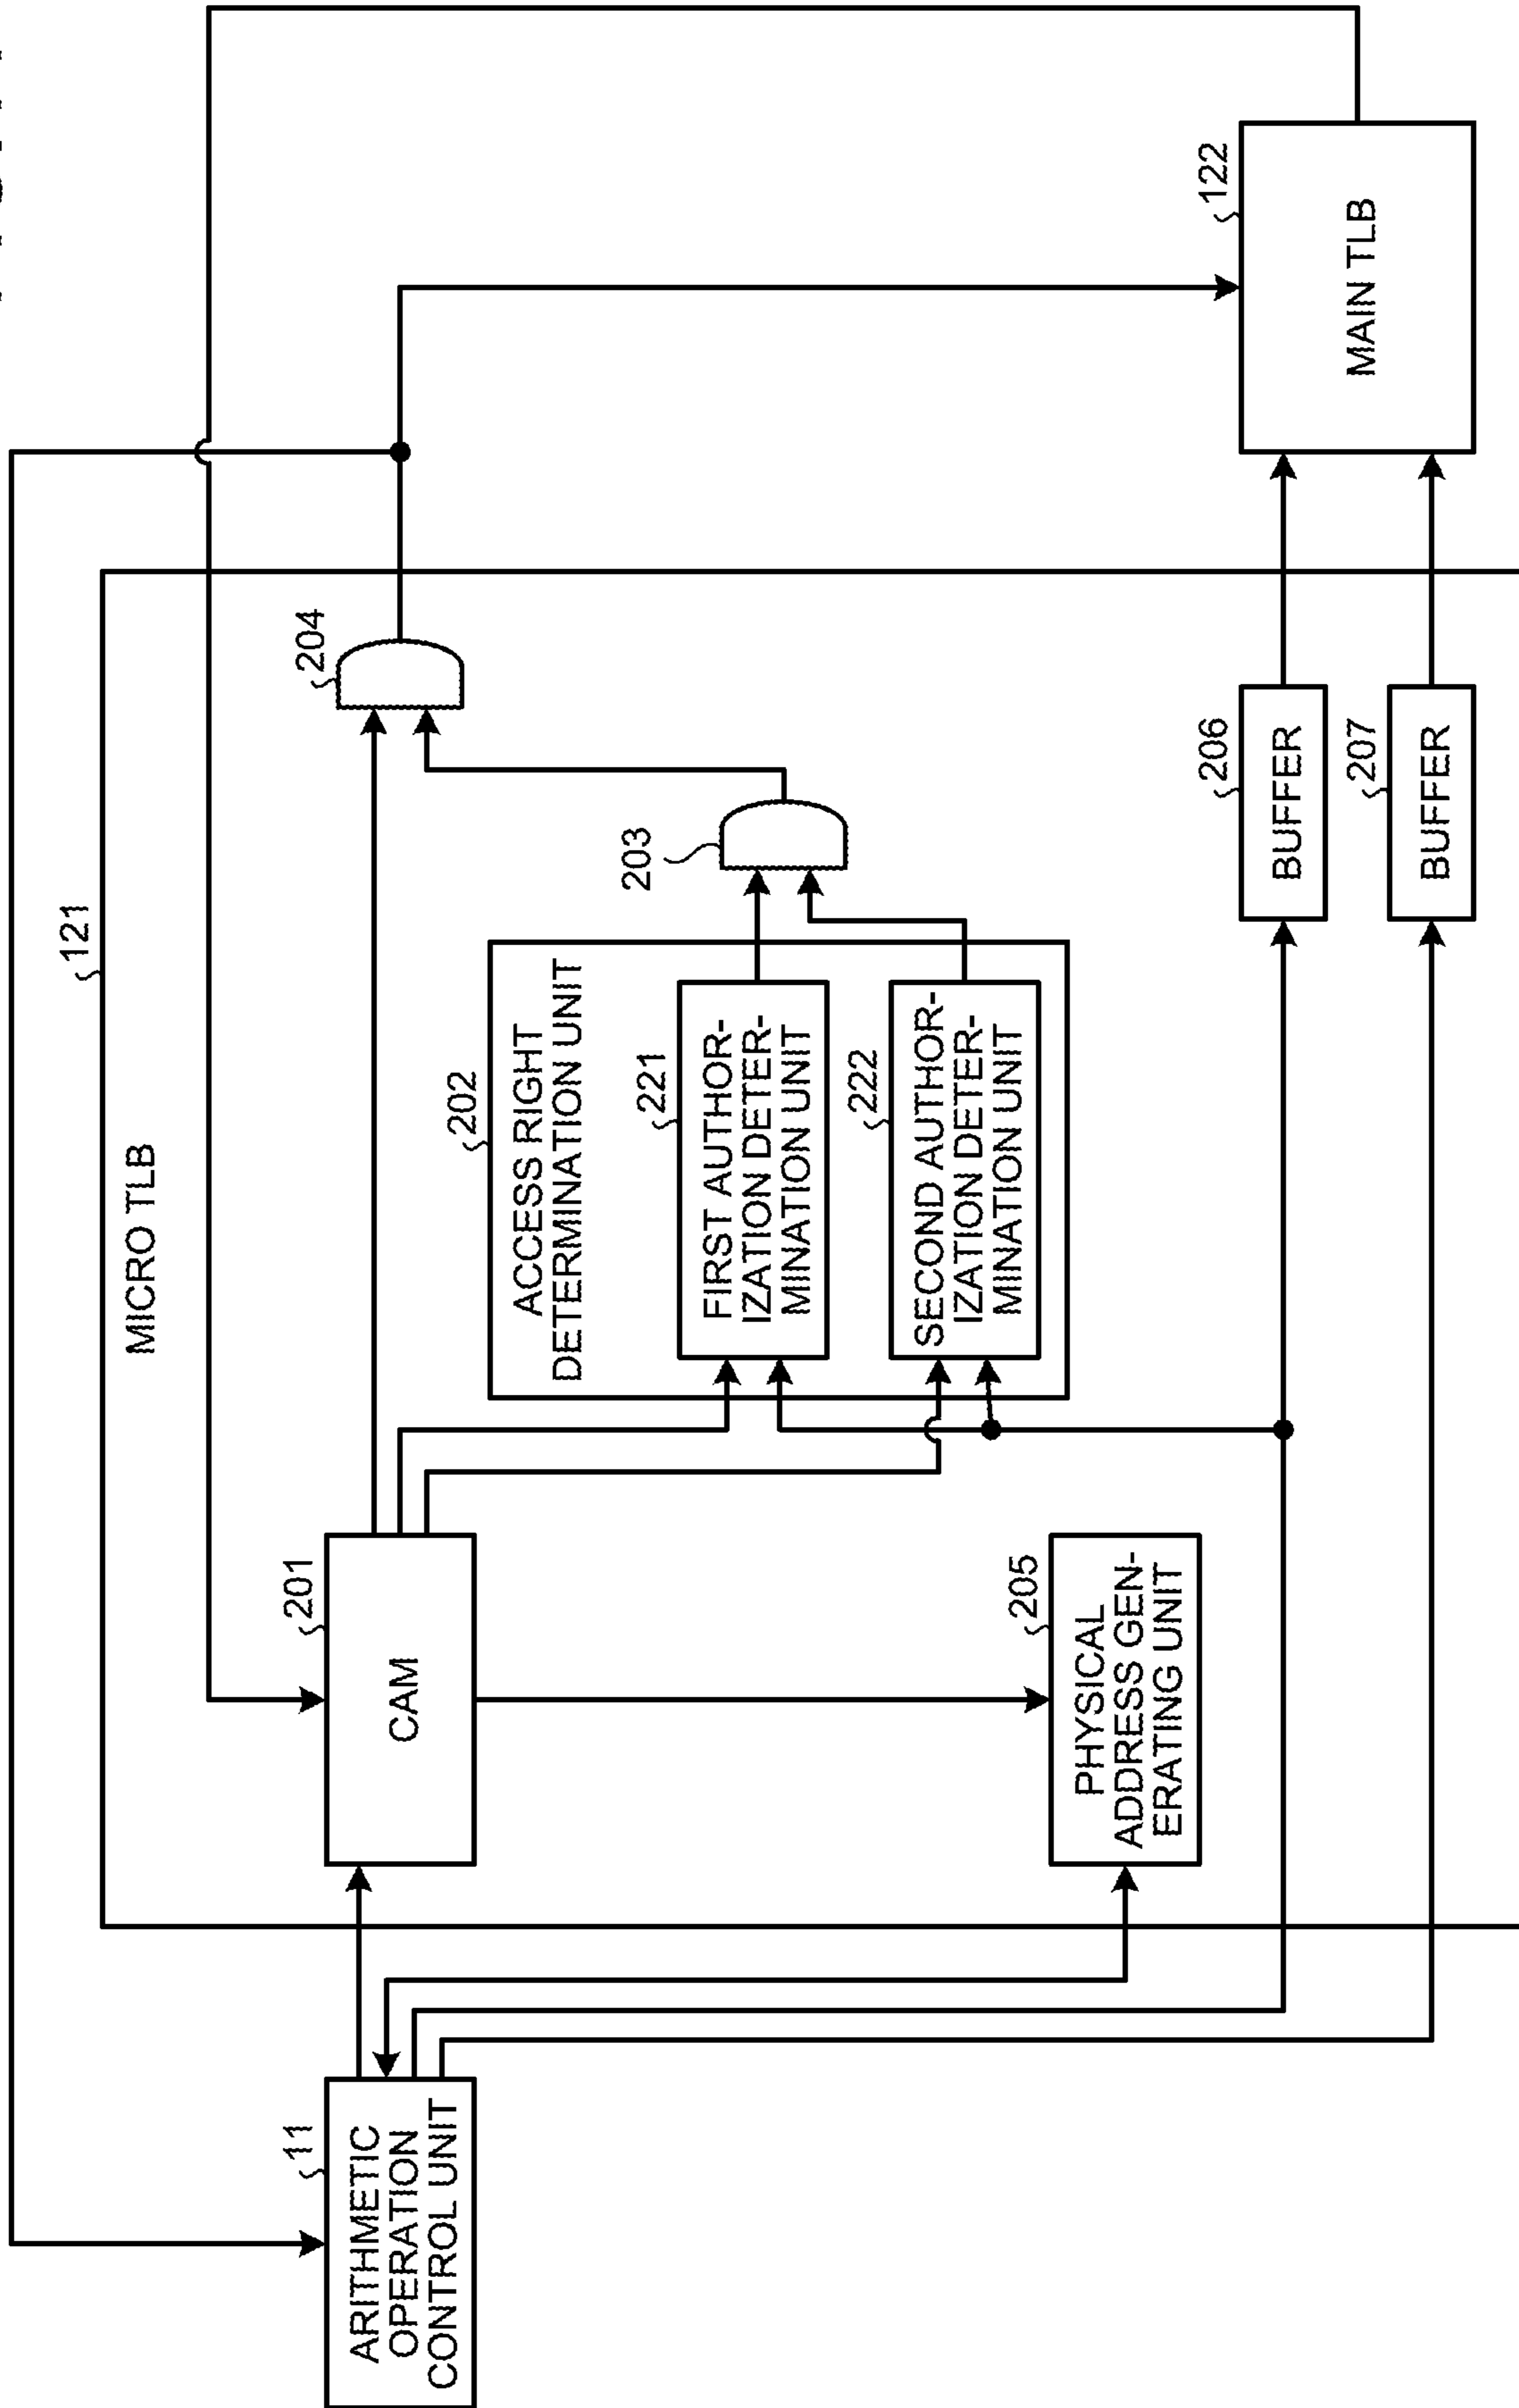 121
MICRO TLB
11
ARITHMETIC
OPERATION
CONTROL UNIT
201
CAM
204
202
ACCESS RIGHT
DETERMINATION UNIT
203
221
FIRST AUTHOR-
IZATION DETER-
MINATION UNIT
222
SECOND AUTHOR-
IZATION DETER-
MINATION UNIT
205
PHYSICAL
ADDRESS GEN-
ERATING UNIT
206
BUFFER
207
BUFFER
122
MAIN TLB